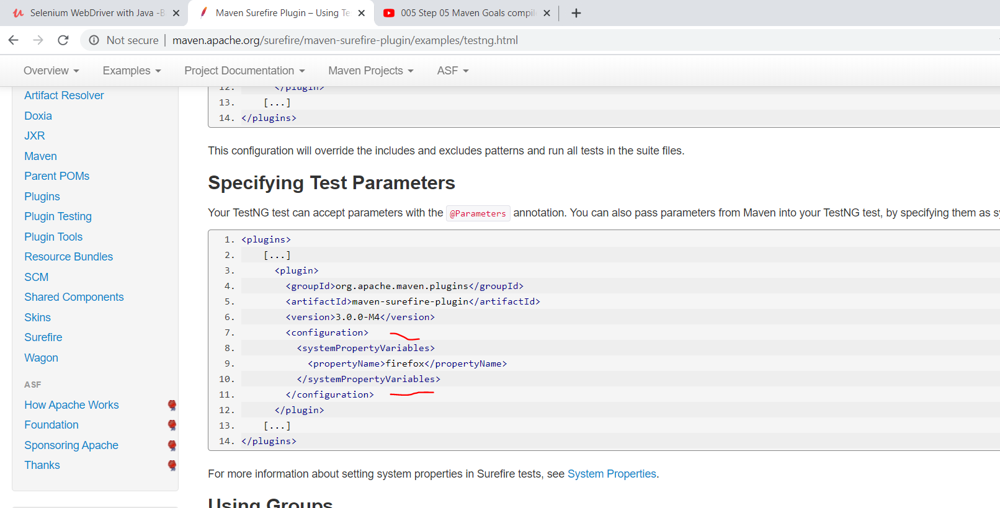 Selenium WebDriver with Java -B
Maven Surefire Plugin – Using Te
005 Step 05 Maven Goals compil
Not secure | maven.apache.org/surefire/maven-surefire-plugin/examples/testng.html
Overview Examples Project Documentation Maven Projects ASF
Artifact Resolver
Doxia
JXR
Maven
Parent POMs
Plugins
Plugin Testing
Plugin Tools
Resource Bundles
SCM
Shared Components
Skins
Surefire
Wagon
ASF
How Apache Works
Foundation
Sponsoring Apache
Thanks
12. </plugin>
13. [...]
14. </plugins>
This configuration will override the includes and excludes patterns and run all tests in the suite files.
Specifying Test Parameters
Your TestNG test can accept parameters with the @Parameters annotation. You can also pass parameters from Maven into your TestNG test, by specifying them as sy
1. <plugins>
2. [...]
3. <plugin>
4. <groupId>org.apache.maven.plugins</groupId>
5. <artifactId>maven-surefire-plugin</artifactId>
6. <version>3.0.0-M4</version>
7. <configuration>
8. <systemPropertyVariables>
9. <propertyName>firefox</propertyName>
10. </systemPropertyVariables>
11. </configuration>
12. </plugin>
13. [...]
14. </plugins>
For more information about setting system properties in Surefire tests, see System Properties.
Using Groups